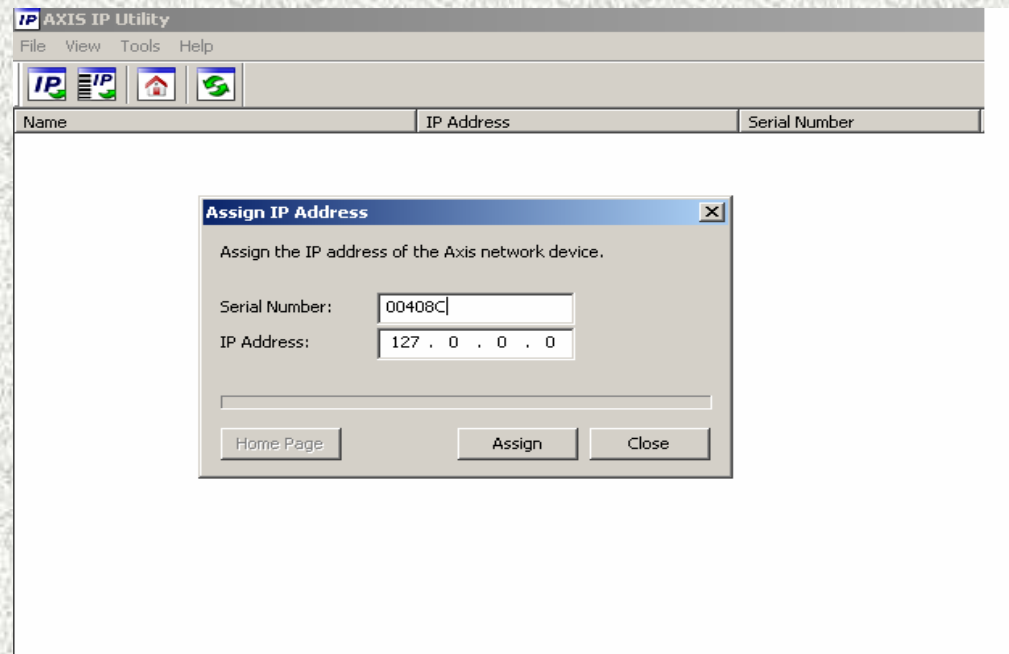 IP AXIS IP Utility
File View Tools Help
IP IP
Name IP Address Serial Number
Assign IP Address
Assign the IP address of the Axis network device.
Serial Number: 00408C
IP Address: 127 . 0 . 0 . 0
Home Page Assign Close